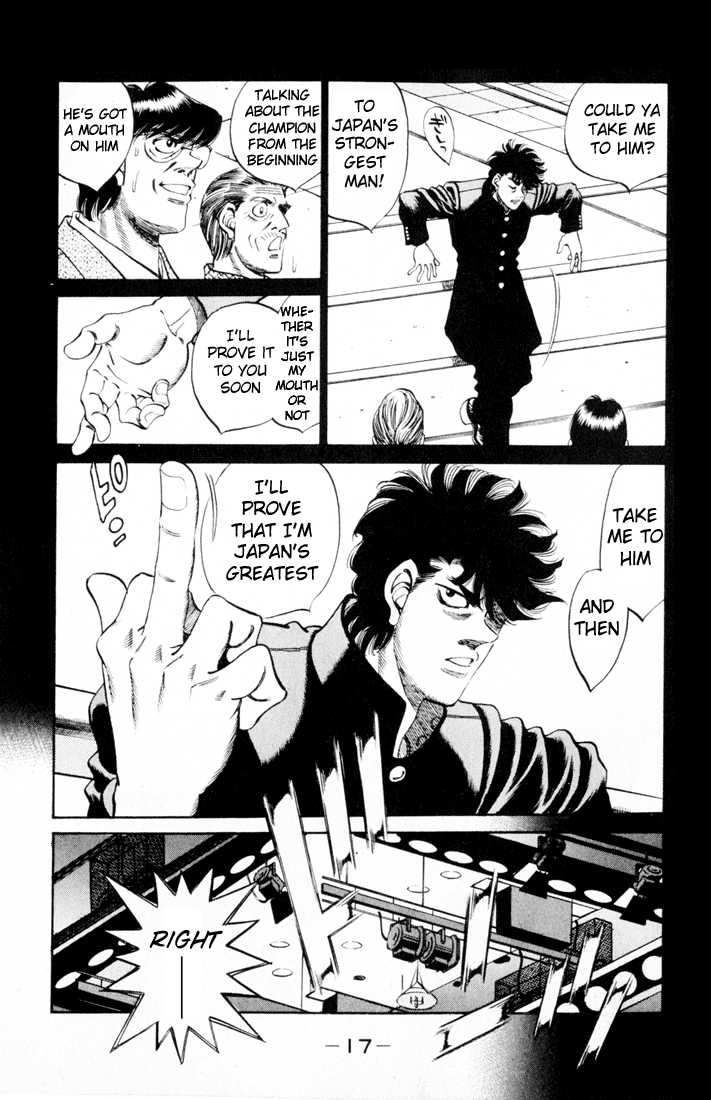 COULD YA
TAKE ME
TO HIM?
TO
JAPAN'S
STRON-
GEST
MAN!
TALKING
ABOUT THE
CHAMPION
FROM THE
BEGINNING
HE'S GOT
A MOUTH
ON HIM
WHE-
THER
IT'S
JUST
MY
MOUTH
OR
NOT
I'LL
PROVE IT
TO YOU
SOON
TAKE
ME TO
HIM
AND
THEN
I'LL
PROVE
THAT I'M
JAPAN'S
GREATEST
RIGHT
—
—17—